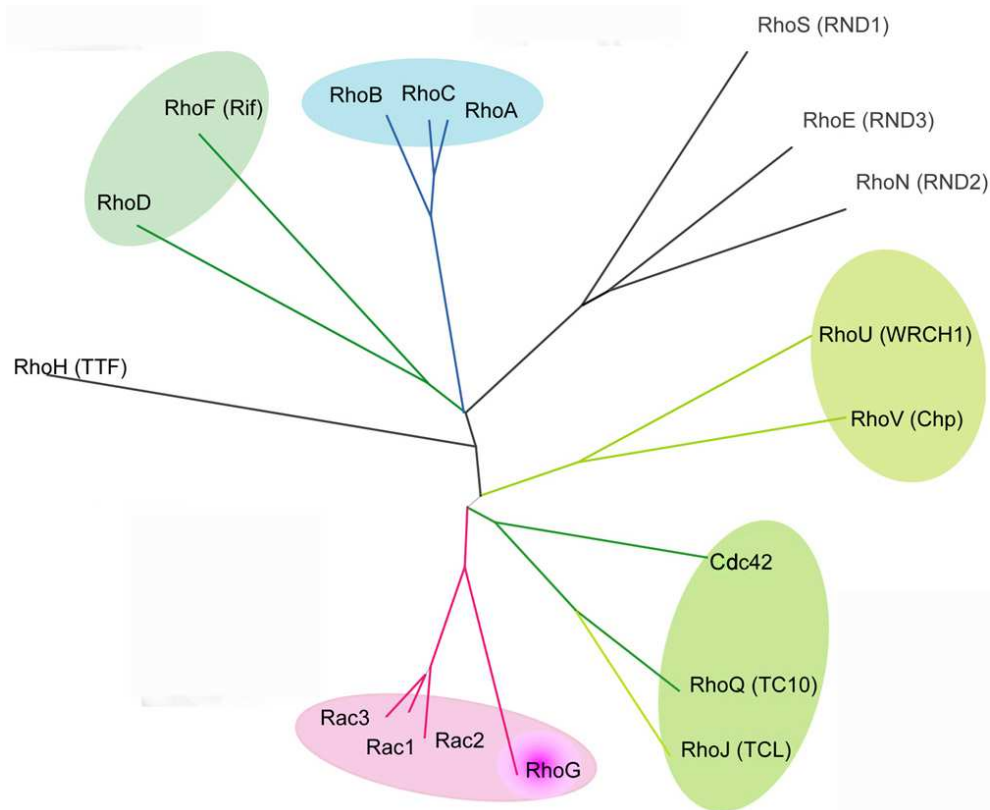 RhoS (RND1)
RhoF (Rif)
RhoB
RhoC
RhoA
RhoE (RND3)
RhoN (RND2)
RhoD
RhoU (WRCH1)
RhoH (TTF)
RhoV (Chp)
Cdc42
RhoQ (TC10)
Rac3
Rac1
Rac2
RhoJ (TCL)
RhoG